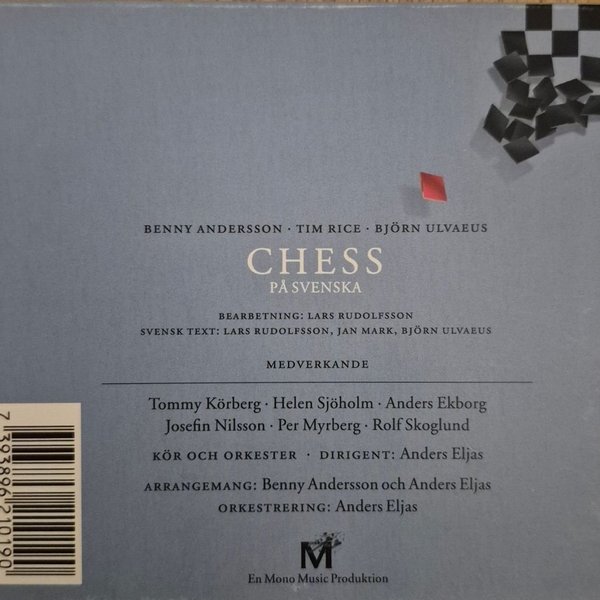 BENNY ANDERSSON · TIM RICE · BJÖRN ULVAEUS
CHESS
PÅ SVENSKA
BEARBETNING: LARS RUDOLFSSON
SVENSK TEXT: LARS RUDOLFSSON, JAN MARK, BJÖRN ULVAEUS
MEDVERKANDE
Tommy Körberg · Helen Sjöholm · Anders Ekborg
Josefin Nilsson · Per Myrberg · Rolf Skoglund
KÖR OCH ORKESTER · DIRIGENT: Anders Eljas
ARRANGEMANG: Benny Andersson och Anders Eljas
ORKESTRERING: Anders Eljas
M
En Mono Music Produktion
7 393896 210190